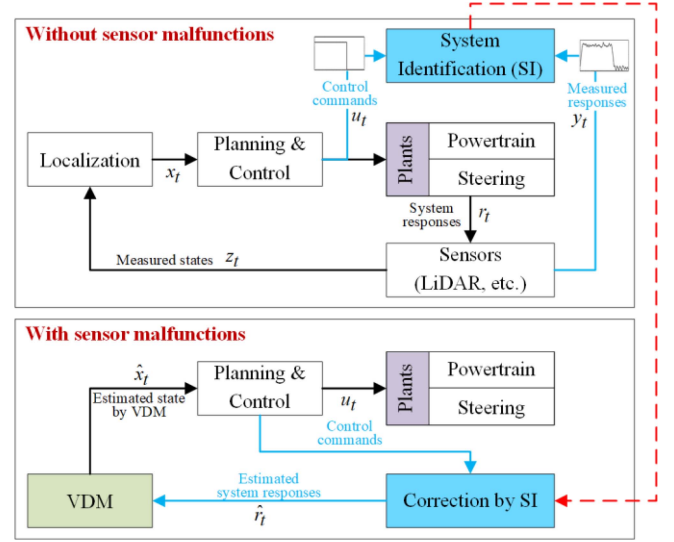 Without sensor malfunctions
System
Identification (SI)
Control
commands
u_t
Measured
responses
y_t
Localization
x_t
Planning &
Control
Plants
Powertrain
Steering
System
responses
r_t
Measured states z_t
Sensors
(LiDAR, etc.)
With sensor malfunctions
x̂_t
Estimated state
by VDM
Planning &
Control
u_t
Plants
Powertrain
Steering
Control
commands
VDM
Estimated
system responses
r̂_t
Correction by SI